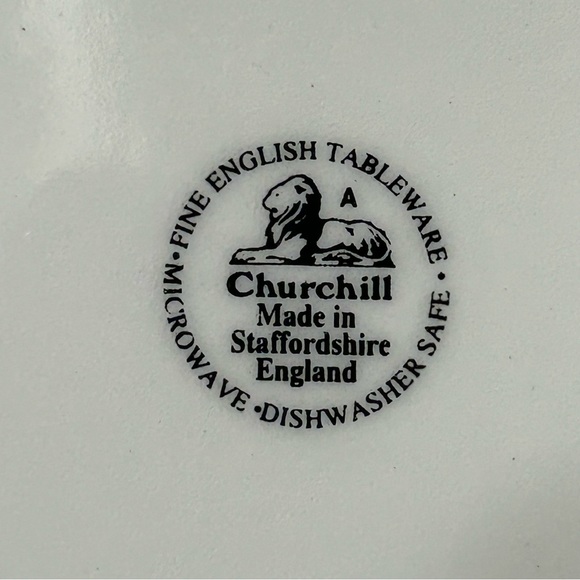 • FINE ENGLISH TABLEWARE •
A
Churchill
Made in
Staffordshire
England
MICROWAVE • DISHWASHER SAFE